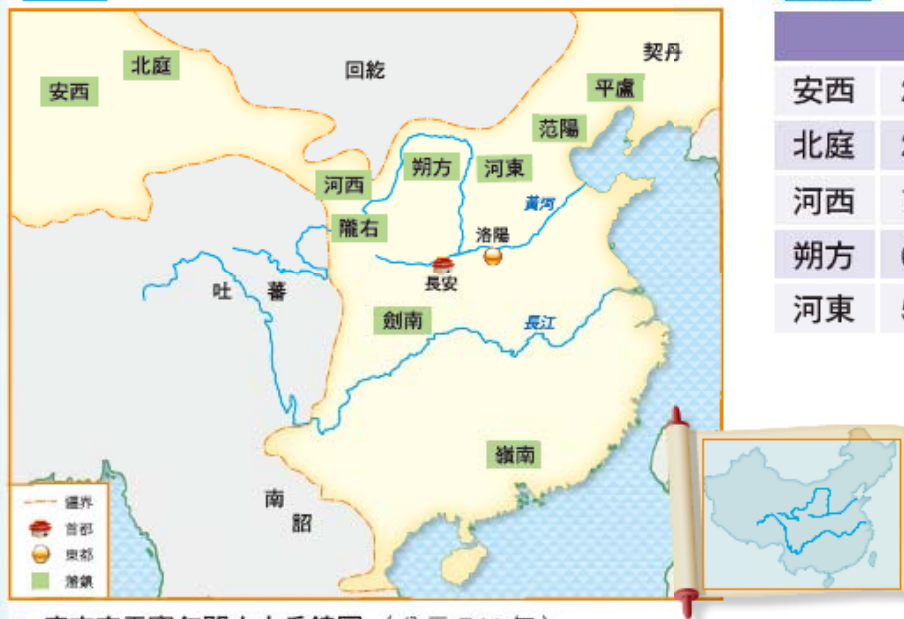 安西
北庭
回紇
契丹
平盧
范陽
河東
朔方
河西
隴右
黃河
洛陽
長安
吐蕃
劍南
長江
嶺南
南詔
疆界
首都
東都
藩鎮
安西
北庭
河西
朔方
河東